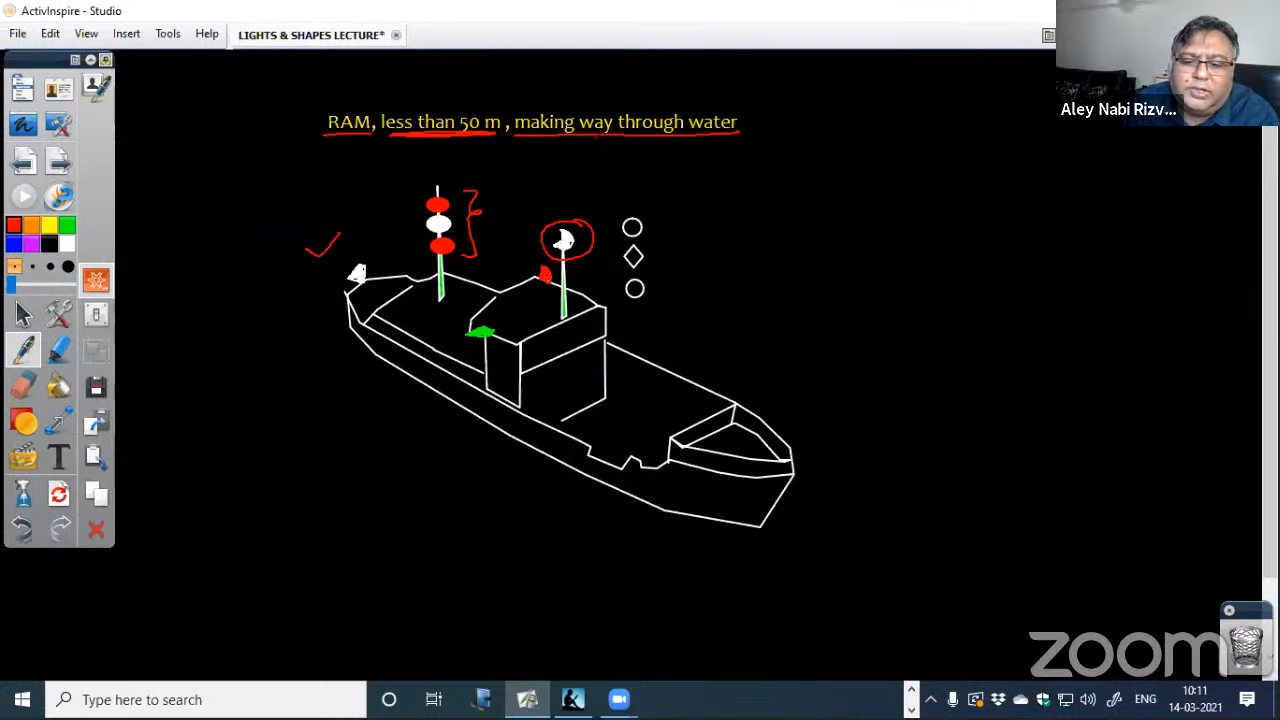 ActivInspire - Studio
File Edit View Insert Tools Help LIGHTS & SHAPES LECTURE*
Aley Nabi Rizv...
RAM, less than 50 m , making way through water
zoom
Type here to search
ENG
10:11
14-03-2021